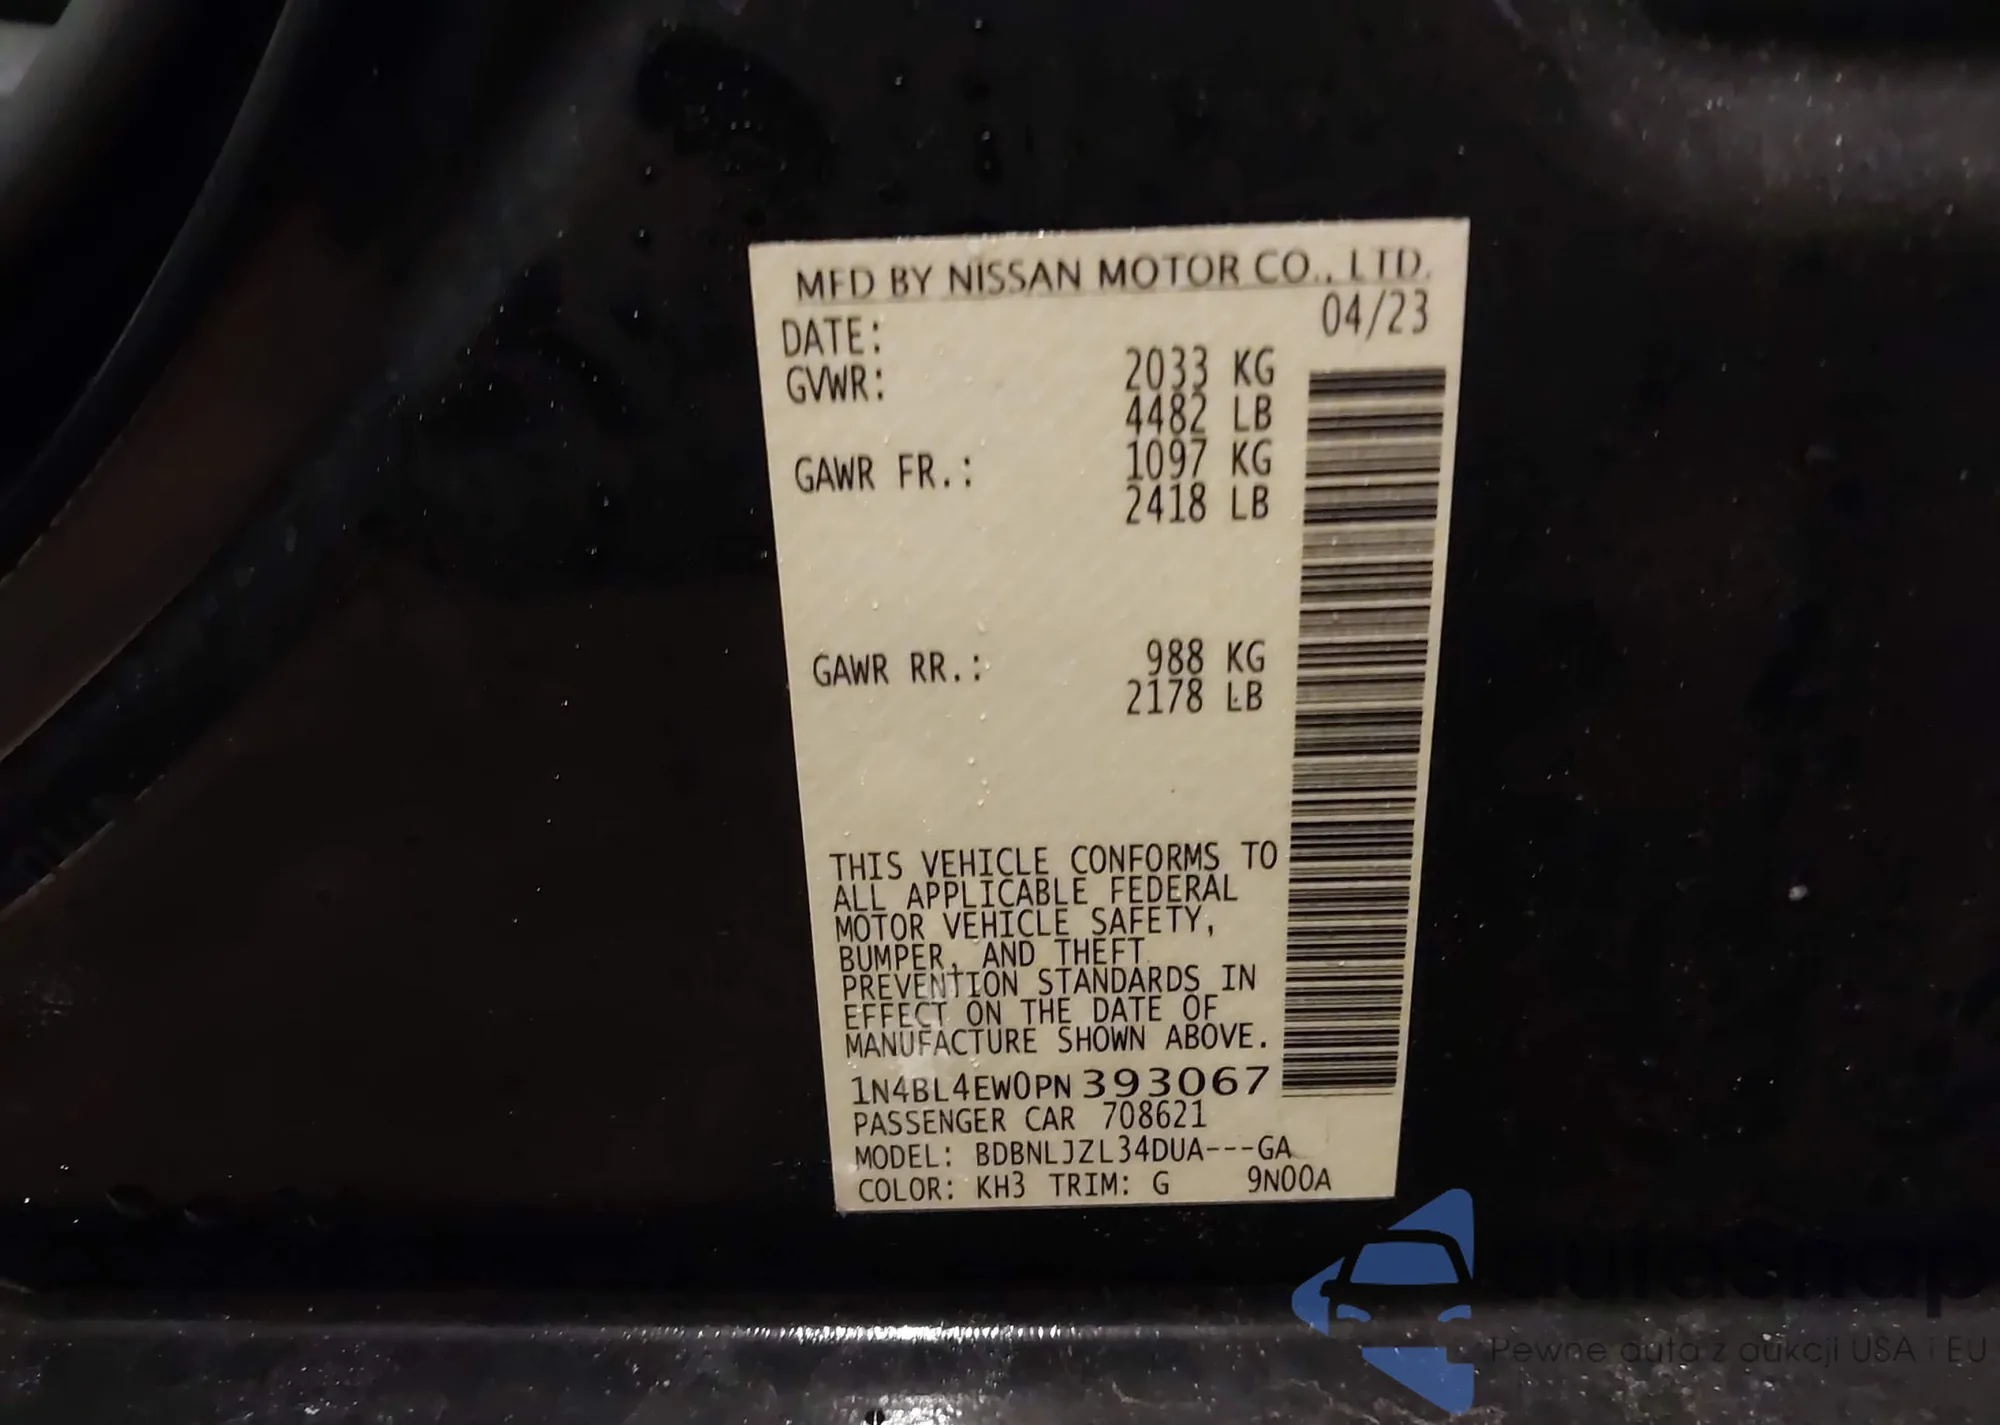 MFD BY NISSAN MOTOR CO., LTD.
DATE: 04/23
GVWR: 2033 KG
4482 LB
GAWR FR.: 1097 KG
2418 LB
GAWR RR.: 988 KG
2178 LB
THIS VEHICLE CONFORMS TO
ALL APPLICABLE FEDERAL
MOTOR VEHICLE SAFETY,
BUMPER, AND THEFT
PREVENTION STANDARDS IN
EFFECT ON THE DATE OF
MANUFACTURE SHOWN ABOVE.
1N4BL4EW0PN393067
PASSENGER CAR 708621
MODEL: BDBNLJZL34DUA---GA
COLOR: KH3 TRIM: G 9N00A
autosnap
Pewne auta z aukcji USA i EU